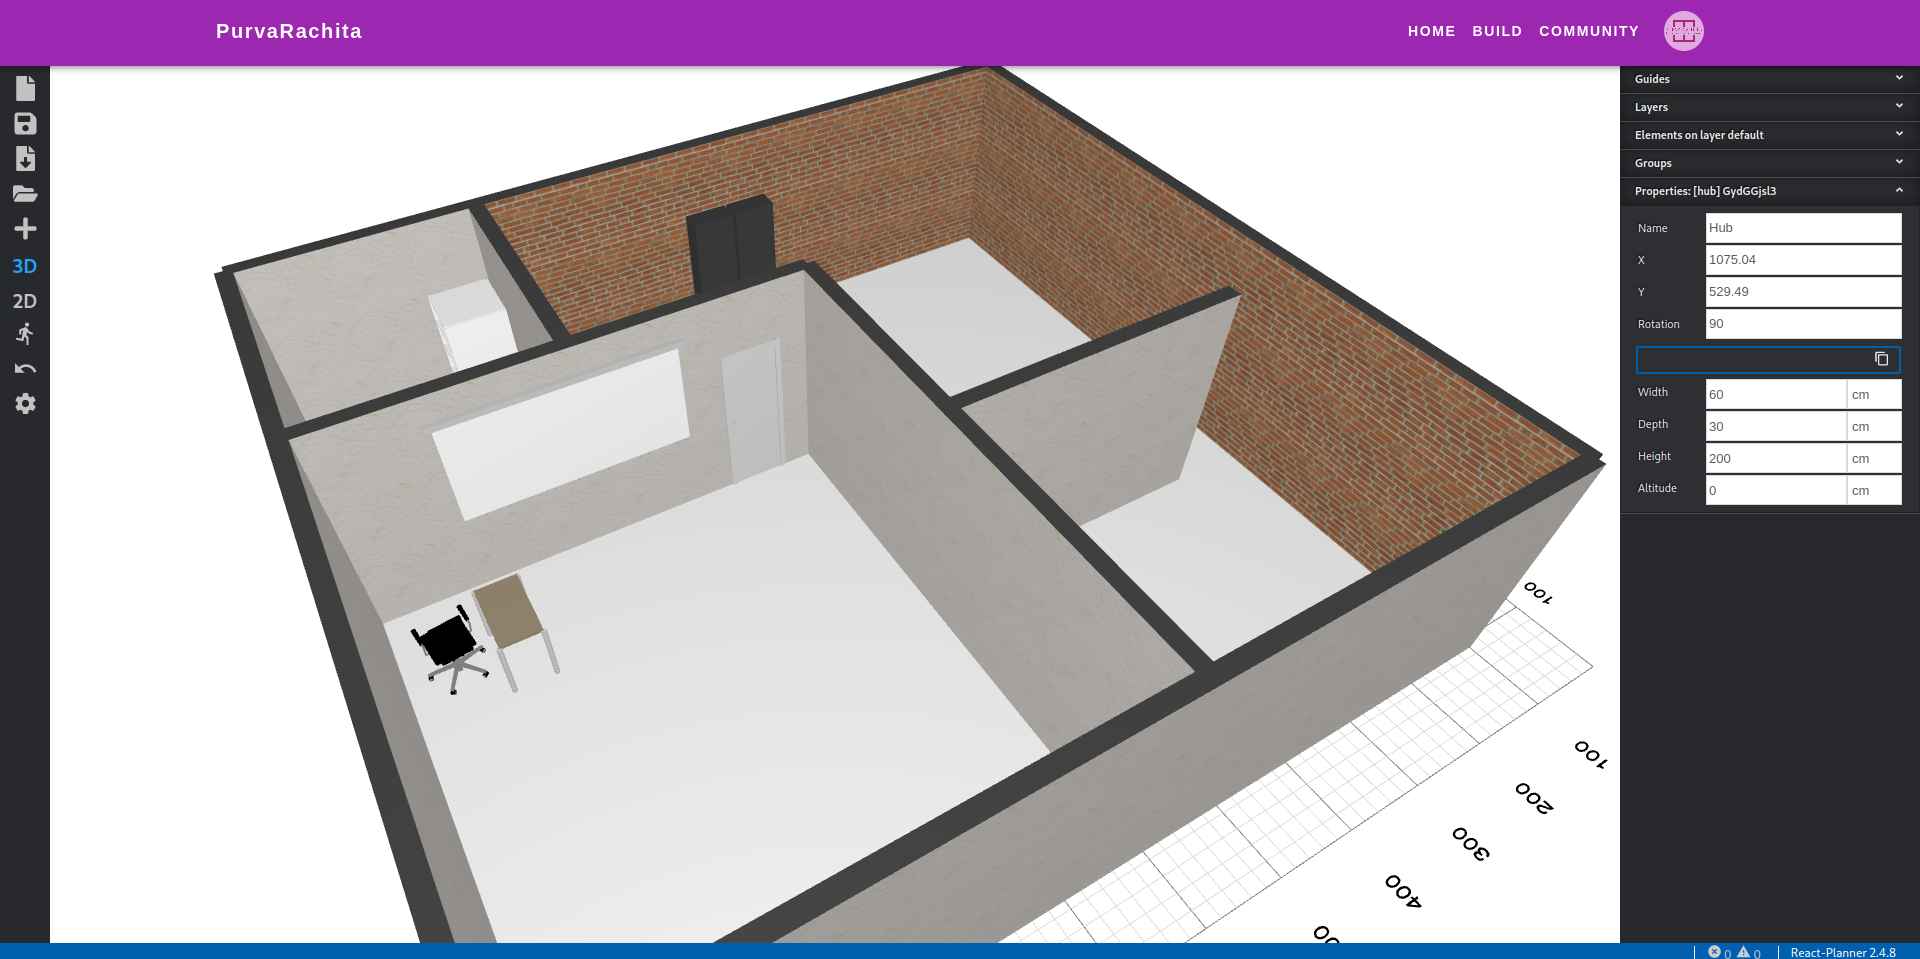 PurvaRachita
HOME BUILD COMMUNITY
3D
2D
Guides
Layers
Elements on layer default
Groups
Properties: [hub] GydGGjsl3
Name Hub
X 1075.04
Y 529.49
Rotation 90
Width 60 cm
Depth 30 cm
Height 200 cm
Altitude 0 cm
100
100
200
300
400
0 0 React-Planner 2.4.8